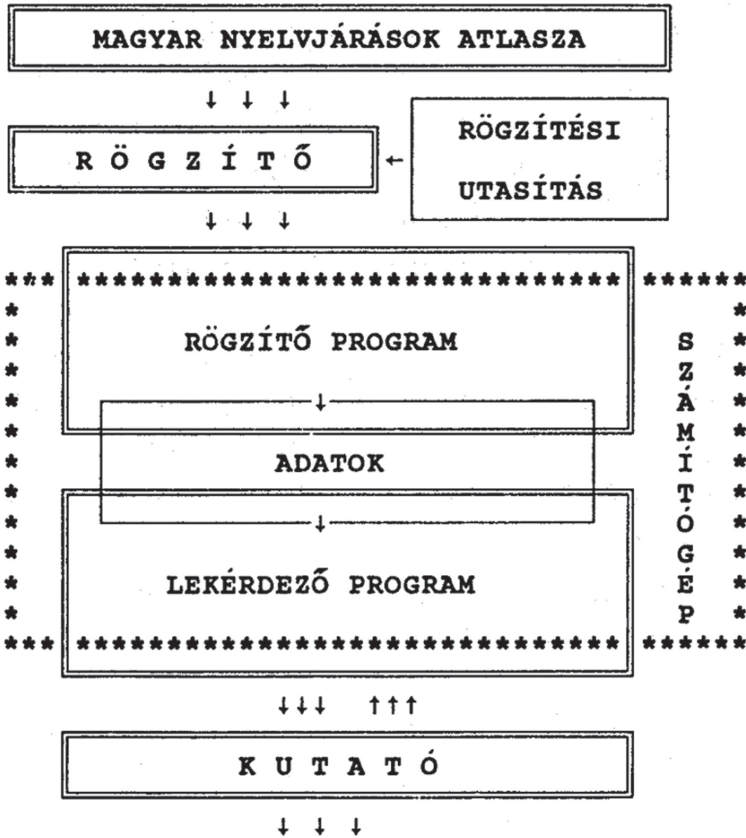 MAGYAR NYELVJÁRÁSOK ATLASZA
↓ ↓ ↓
RÖGZÍTŐ
←
RÖGZÍTÉSI
UTASÍTÁS
↓ ↓ ↓
*** ****************************** ******
RÖGZÍTŐ PROGRAM
↓
ADATOK
↓
LEKÉRDEZŐ PROGRAM
SZÁMÍTÓGÉP
*** ****************************** ******
↓↓↓ ↑↑↑
KUTATÓ
↓ ↓ ↓